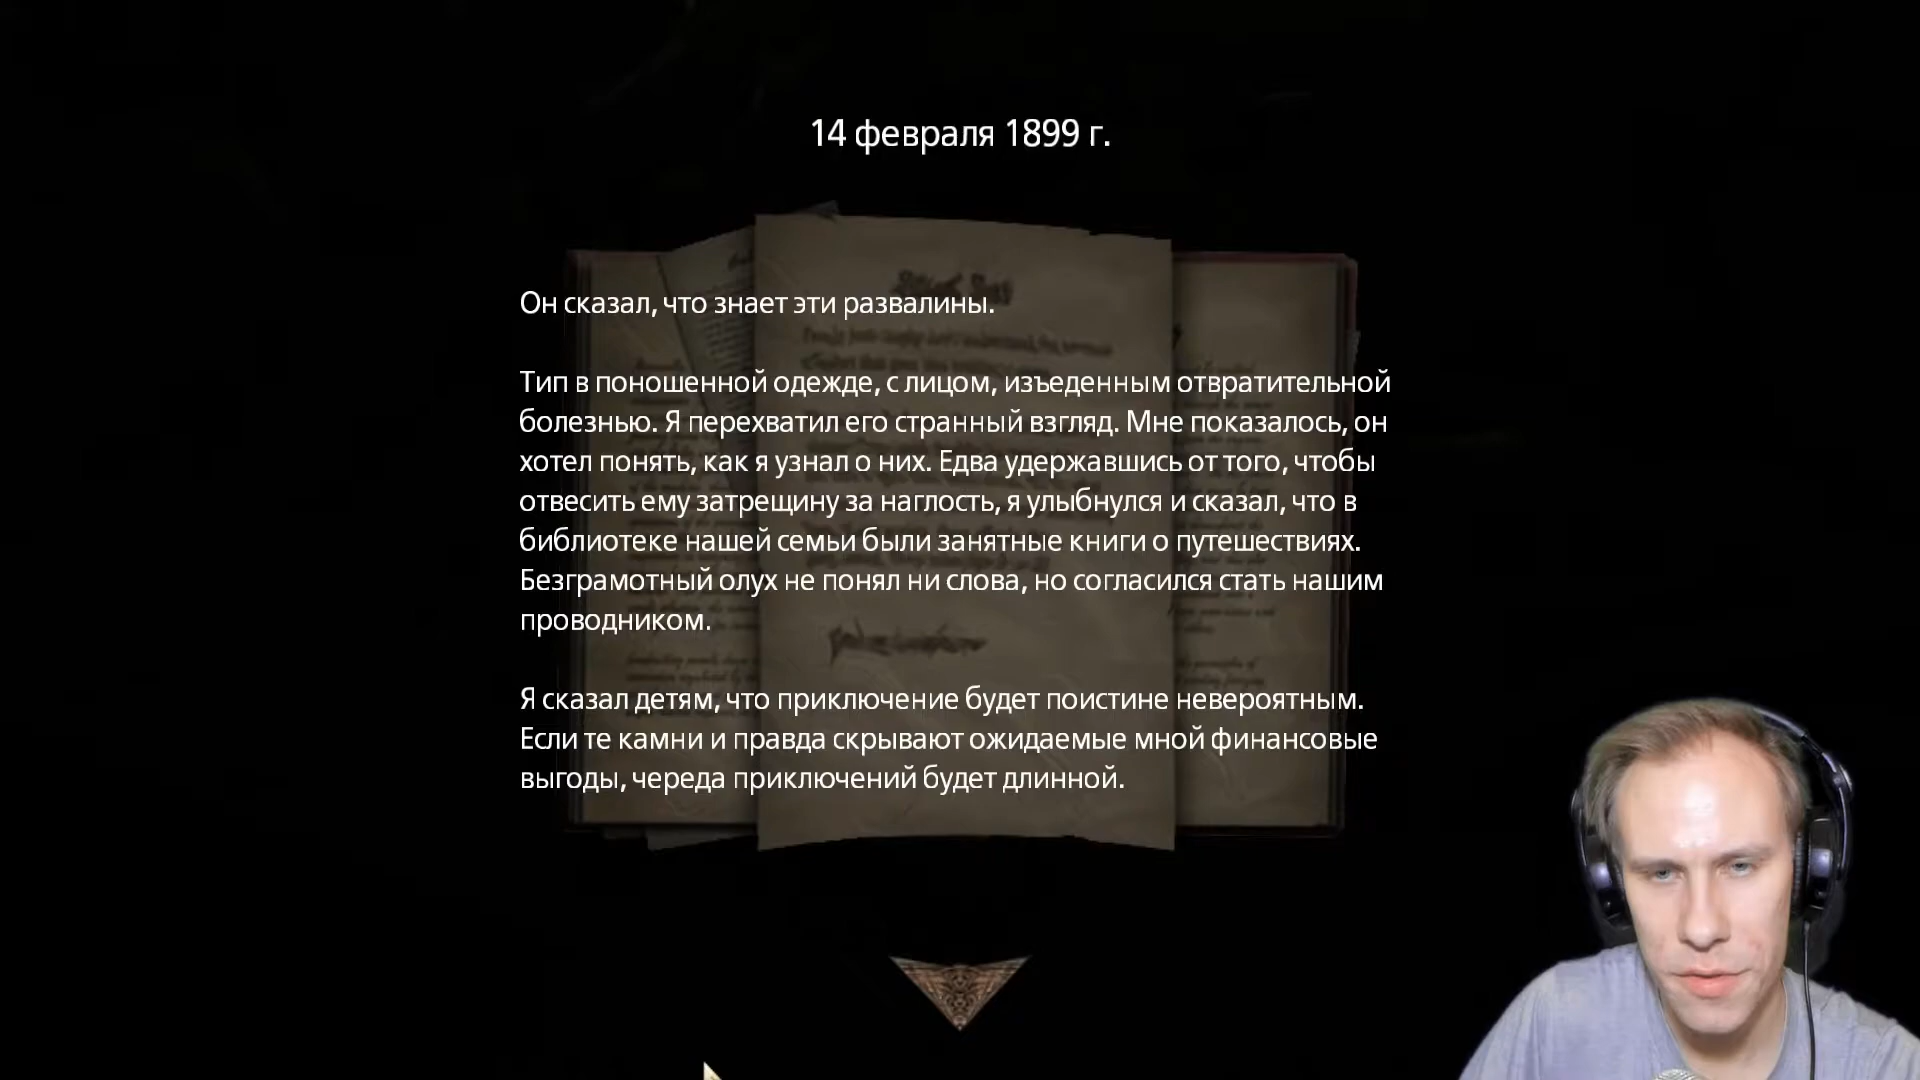 14 февраля 1899 г.
Он сказал, что знает эти развалины.
Тип в поношенной одежде, с лицом, изъеденным отвратительной
болезнью. Я перехватил его странный взгляд. Мне показалось, он
хотел понять, как я узнал о них. Едва удержавшись от того, чтобы
отвесить ему затрещину за наглость, я улыбнулся и сказал, что в
библиотеке нашей семьи были занятные книги о путешествиях.
Безграмотный олух не понял ни слова, но согласился стать нашим
проводником.
Я сказал детям, что приключение будет поистине невероятным.
Если те камни и правда скрывают ожидаемые мной финансовые
выгоды, череда приключений будет длинной.